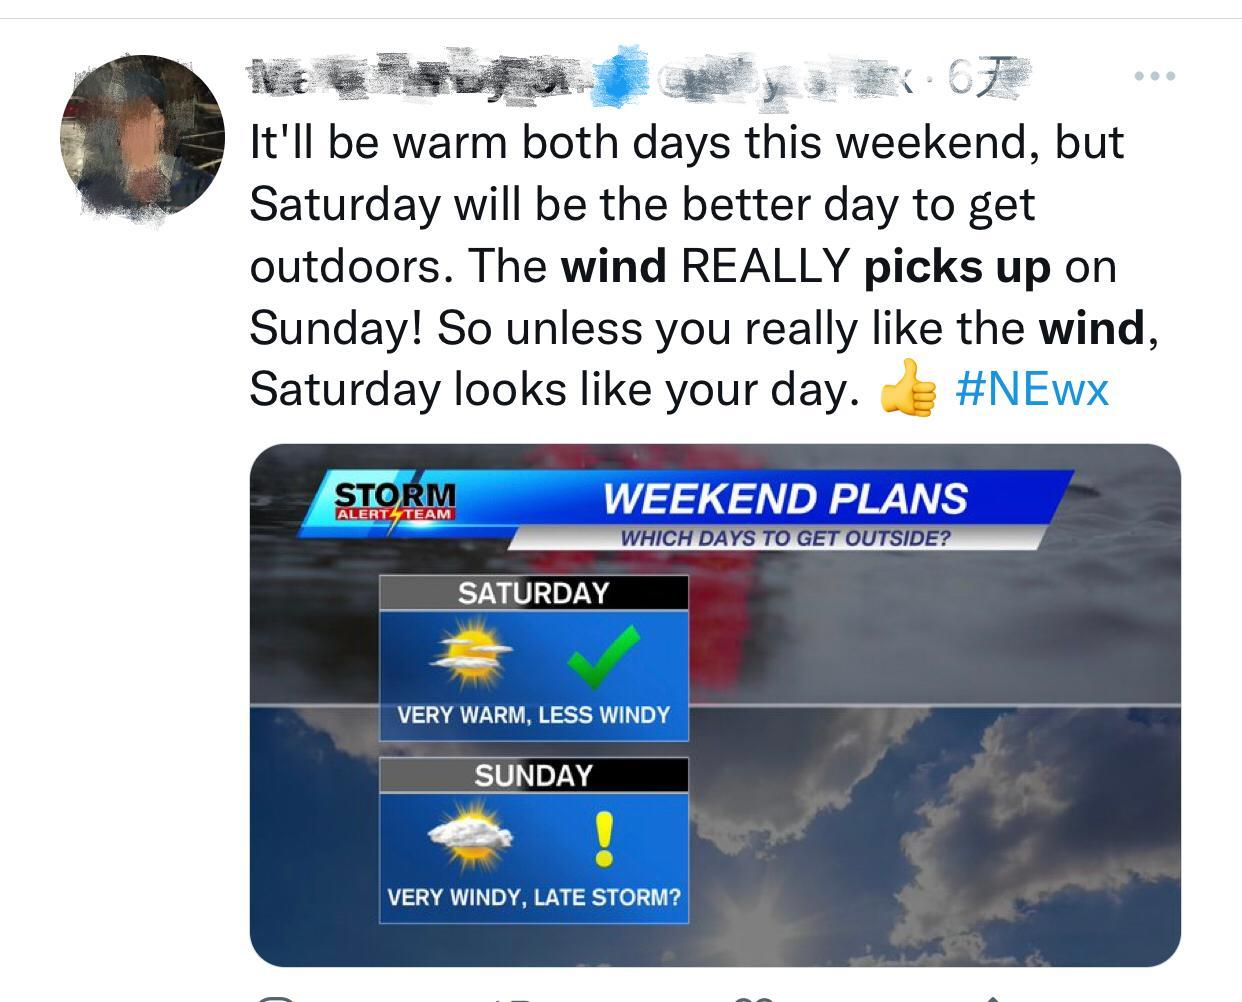 6天
It'll be warm both days this weekend, but
Saturday will be the better day to get
outdoors. The wind REALLY picks up on
Sunday! So unless you really like the wind,
Saturday looks like your day. 👍 #NEwx
STORM
ALERT TEAM
WEEKEND PLANS
WHICH DAYS TO GET OUTSIDE?
SATURDAY
VERY WARM, LESS WINDY
SUNDAY
!
VERY WINDY, LATE STORM?